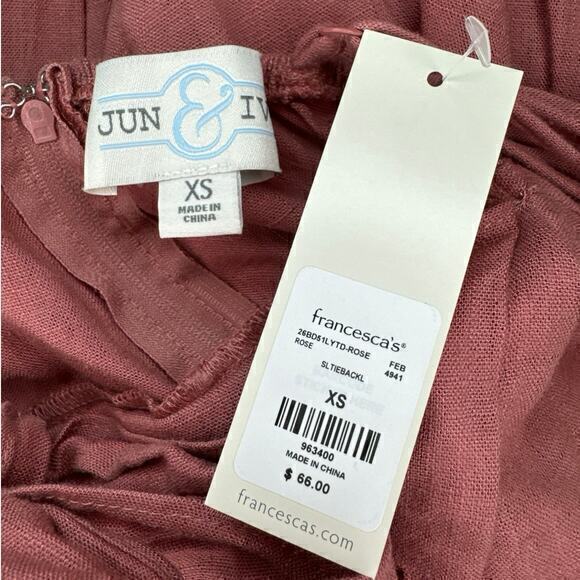 JUN & IV
XS
MADE IN
CHINA
francesca's®
26BD51LYTD-ROSE FEB
ROSE 4941
SLTIEBACKL
XS
963400
MADE IN CHINA
$ 66.00
francescas.com